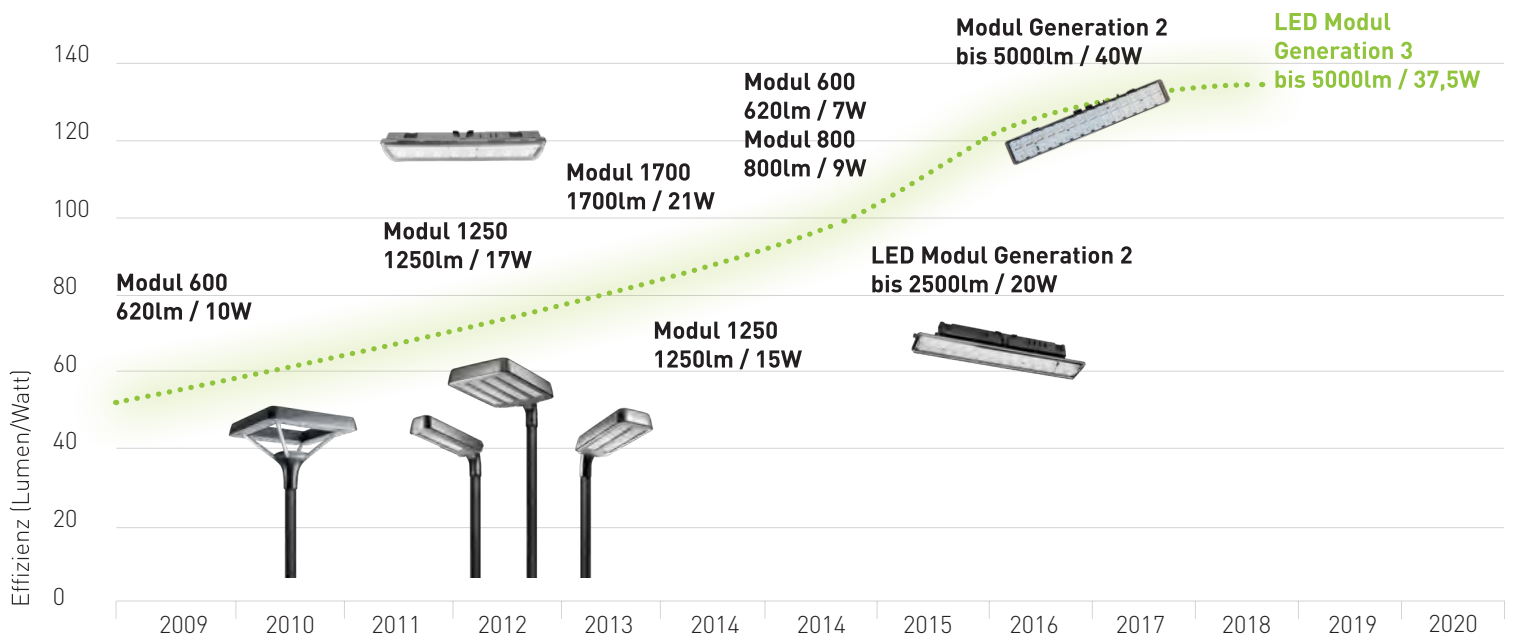 Modul Generation 2
bis 5000lm / 40W
LED Modul
Generation 3
bis 5000lm / 37,5W
Modul 600
620lm / 7W
Modul 800
800lm / 9W
Modul 1700
1700lm / 21W
Modul 1250
1250lm / 17W
LED Modul Generation 2
bis 2500lm / 20W
Modul 600
620lm / 10W
Modul 1250
1250lm / 15W
Effizienz (Lumen/Watt)
140
120
100
80
60
40
20
0
2009 2010 2011 2012 2013 2014 2014 2015 2016 2017 2018 2019 2020